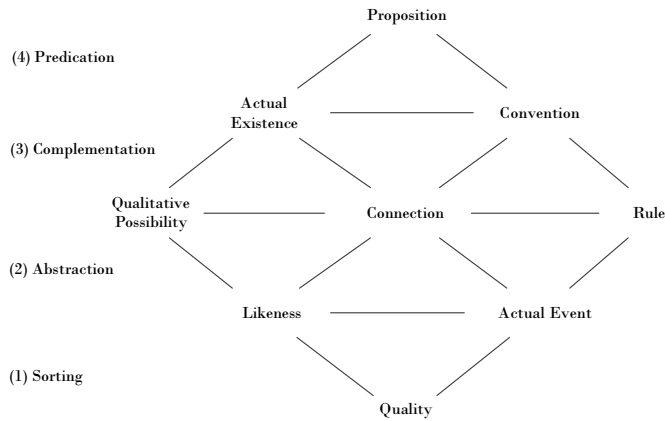 Proposition
(4) Predication
Actual
Existence
Convention
(3) Complementation
Qualitative
Possibility
Connection
Rule
(2) Abstraction
Likeness
Actual Event
(1) Sorting
Quality